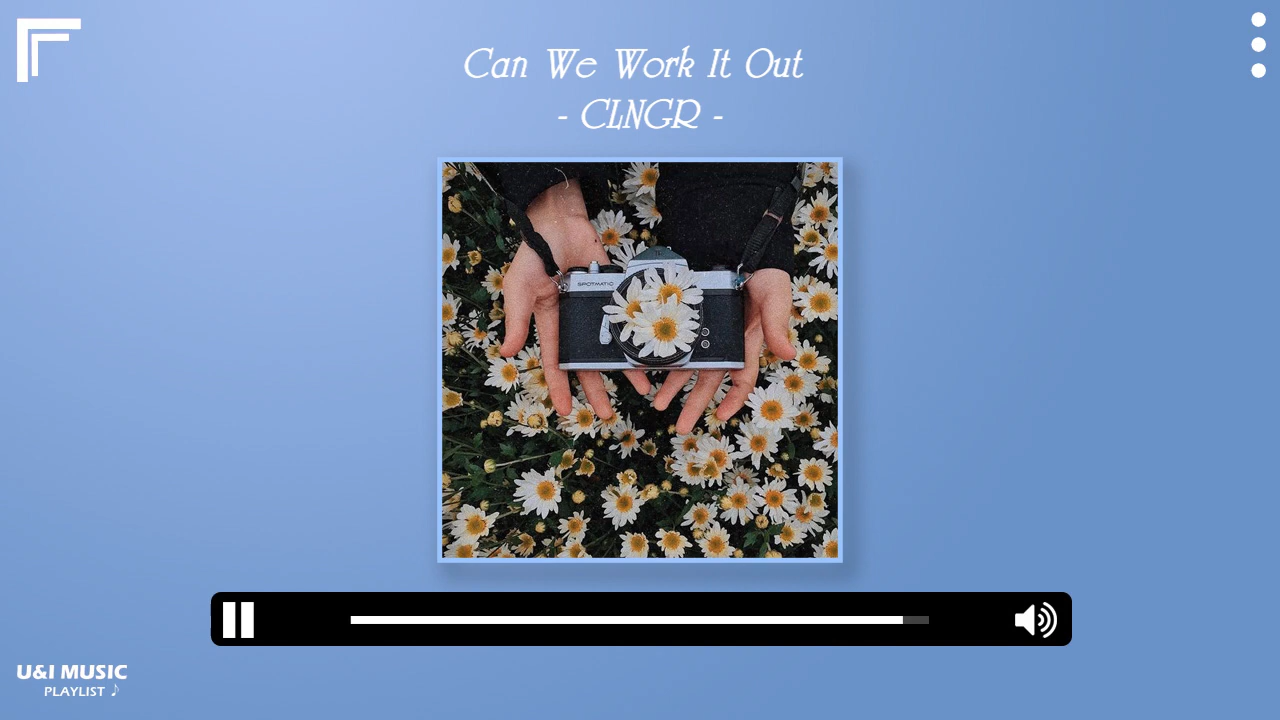 Can We Work It Out
- CLNGR -
SPOTMATIC
U&I MUSIC
PLAYLIST ♪